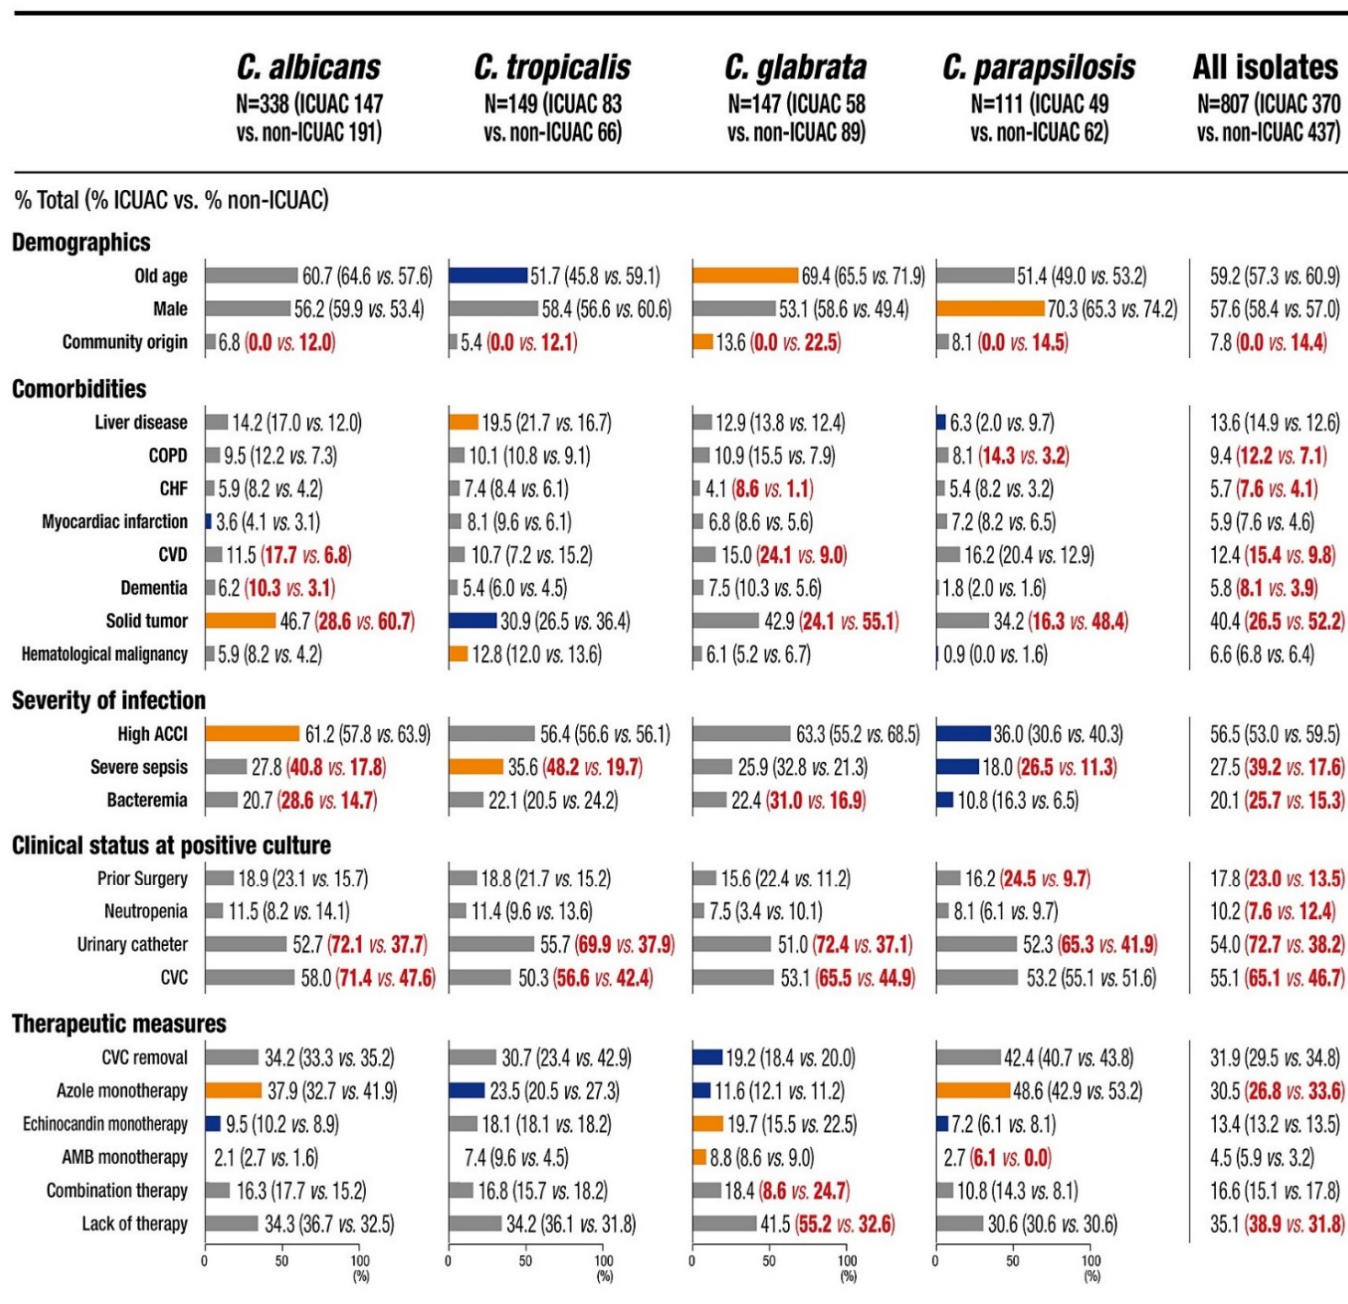 C. albicans C. tropicalis C. glabrata C. parapsilosis All isolates
N=338 (ICUAC 147 N=149 (ICUAC 83 N=147 (ICUAC 58 N=111 (ICUAC 49 N=807 (ICUAC 370
vs. non-ICUAC 191) vs. non-ICUAC 66) vs. non-ICUAC 89) vs. non-ICUAC 62) vs. non-ICUAC 437)
% Total (% ICUAC vs. % non-ICUAC)
Demographics
Old age 60.7 (64.6 vs. 57.6) 51.7 (45.8 vs. 59.1) 69.4 (65.5 vs. 71.9) 51.4 (49.0 vs. 53.2) 59.2 (57.3 vs. 60.9)
Male 56.2 (59.9 vs. 53.4) 58.4 (56.6 vs. 60.6) 53.1 (58.6 vs. 49.4) 70.3 (65.3 vs. 74.2) 57.6 (58.4 vs. 57.0)
Community origin 6.8 (0.0 vs. 12.0) 5.4 (0.0 vs. 12.1) 13.6 (0.0 vs. 22.5) 8.1 (0.0 vs. 14.5) 7.8 (0.0 vs. 14.4)
Comorbidities
Liver disease 14.2 (17.0 vs. 12.0) 19.5 (21.7 vs. 16.7) 12.9 (13.8 vs. 12.4) 6.3 (2.0 vs. 9.7) 13.6 (14.9 vs. 12.6)
COPD 9.5 (12.2 vs. 7.3) 10.1 (10.8 vs. 9.1) 10.9 (15.5 vs. 7.9) 8.1 (14.3 vs. 3.2) 9.4 (12.2 vs. 7.1)
CHF 5.9 (8.2 vs. 4.2) 7.4 (8.4 vs. 6.1) 4.1 (8.6 vs. 1.1) 5.4 (8.2 vs. 3.2) 5.7 (7.6 vs. 4.1)
Myocardiac infarction 3.6 (4.1 vs. 3.1) 8.1 (9.6 vs. 6.1) 6.8 (8.6 vs. 5.6) 7.2 (8.2 vs. 6.5) 5.9 (7.6 vs. 4.6)
CVD 11.5 (17.7 vs. 6.8) 10.7 (7.2 vs. 15.2) 15.0 (24.1 vs. 9.0) 16.2 (20.4 vs. 12.9) 12.4 (15.4 vs. 9.8)
Dementia 6.2 (10.3 vs. 3.1) 5.4 (6.0 vs. 4.5) 7.5 (10.3 vs. 5.6) 1.8 (2.0 vs. 1.6) 5.8 (8.1 vs. 3.9)
Solid tumor 46.7 (28.6 vs. 60.7) 30.9 (26.5 vs. 36.4) 42.9 (24.1 vs. 55.1) 34.2 (16.3 vs. 48.4) 40.4 (26.5 vs. 52.2)
Hematological malignancy 5.9 (8.2 vs. 4.2) 12.8 (12.0 vs. 13.6) 6.1 (5.2 vs. 6.7) 0.9 (0.0 vs. 1.6) 6.6 (6.8 vs. 6.4)
Severity of infection
High ACCI 61.2 (57.8 vs. 63.9) 56.4 (56.6 vs. 56.1) 63.3 (55.2 vs. 68.5) 36.0 (30.6 vs. 40.3) 56.5 (53.0 vs. 59.5)
Severe sepsis 27.8 (40.8 vs. 17.8) 35.6 (48.2 vs. 19.7) 25.9 (32.8 vs. 21.3) 18.0 (26.5 vs. 11.3) 27.5 (39.2 vs. 17.6)
Bacteremia 20.7 (28.6 vs. 14.7) 22.1 (20.5 vs. 24.2) 22.4 (31.0 vs. 16.9) 10.8 (16.3 vs. 6.5) 20.1 (25.7 vs. 15.3)
Clinical status at positive culture
Prior Surgery 18.9 (23.1 vs. 15.7) 18.8 (21.7 vs. 15.2) 15.6 (22.4 vs. 11.2) 16.2 (24.5 vs. 9.7) 17.8 (23.0 vs. 13.5)
Neutropenia 11.5 (8.2 vs. 14.1) 11.4 (9.6 vs. 13.6) 7.5 (3.4 vs. 10.1) 8.1 (6.1 vs. 9.7) 10.2 (7.6 vs. 12.4)
Urinary catheter 52.7 (72.1 vs. 37.7) 55.7 (69.9 vs. 37.9) 51.0 (72.4 vs. 37.1) 52.3 (65.3 vs. 41.9) 54.0 (72.7 vs. 38.2)
CVC 58.0 (71.4 vs. 47.6) 50.3 (56.6 vs. 42.4) 53.1 (65.5 vs. 44.9) 53.2 (55.1 vs. 51.6) 55.1 (65.1 vs. 46.7)
Therapeutic measures
CVC removal 34.2 (33.3 vs. 35.2) 30.7 (23.4 vs. 42.9) 19.2 (18.4 vs. 20.0) 42.4 (40.7 vs. 43.8) 31.9 (29.5 vs. 34.8)
Azole monotherapy 37.9 (32.7 vs. 41.9) 23.5 (20.5 vs. 27.3) 11.6 (12.1 vs. 11.2) 48.6 (42.9 vs. 53.2) 30.5 (26.8 vs. 33.6)
Echinocandin monotherapy 9.5 (10.2 vs. 8.9) 18.1 (18.1 vs. 18.2) 19.7 (15.5 vs. 22.5) 7.2 (6.1 vs. 8.1) 13.4 (13.2 vs. 13.5)
AMB monotherapy 2.1 (2.7 vs. 1.6) 7.4 (9.6 vs. 4.5) 8.8 (8.6 vs. 9.0) 2.7 (6.1 vs. 0.0) 4.5 (5.9 vs. 3.2)
Combination therapy 16.3 (17.7 vs. 15.2) 16.8 (15.7 vs. 18.2) 18.4 (8.6 vs. 24.7) 10.8 (14.3 vs. 8.1) 16.6 (15.1 vs. 17.8)
Lack of therapy 34.3 (36.7 vs. 32.5) 34.2 (36.1 vs. 31.8) 41.5 (55.2 vs. 32.6) 30.6 (30.6 vs. 30.6) 35.1 (38.9 vs. 31.8)
0 50 100 0 50 100 0 50 100 0 50 100
(%) (%) (%) (%)